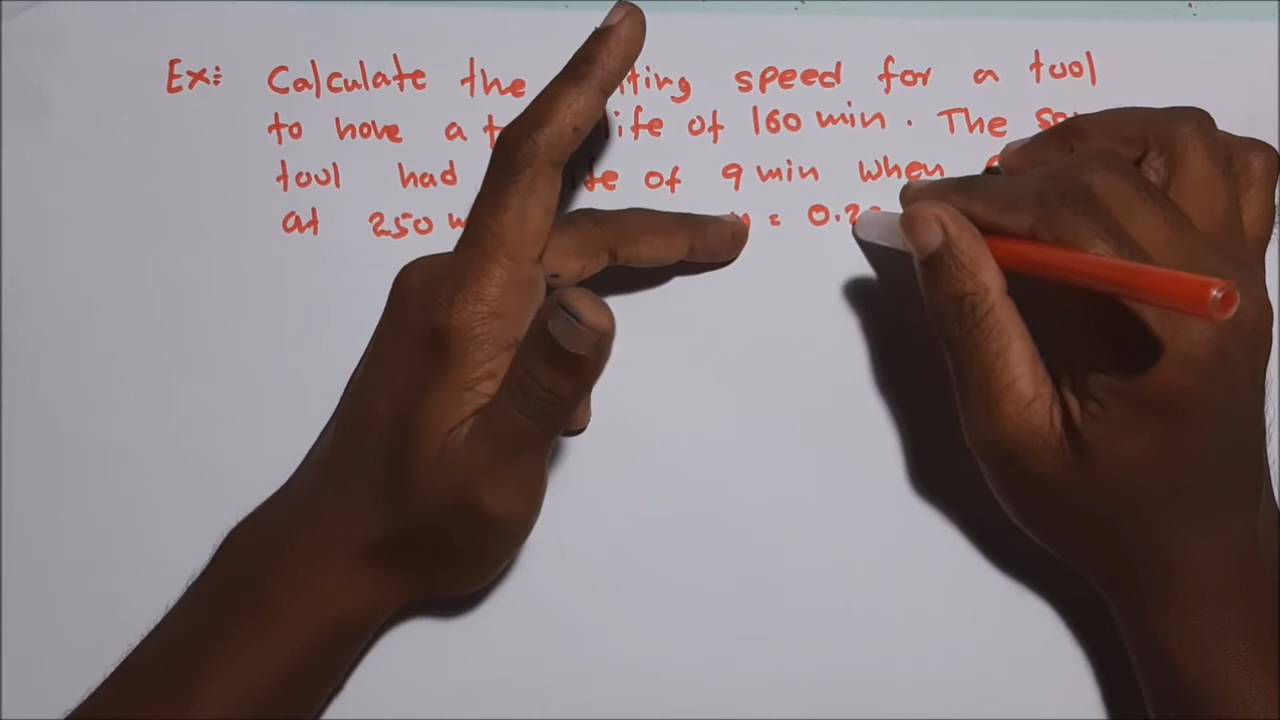 Ex:- Calculate the speed for a tool
to have a life of 160 min. The
tool had of 9 min when
at 250 = 0.2